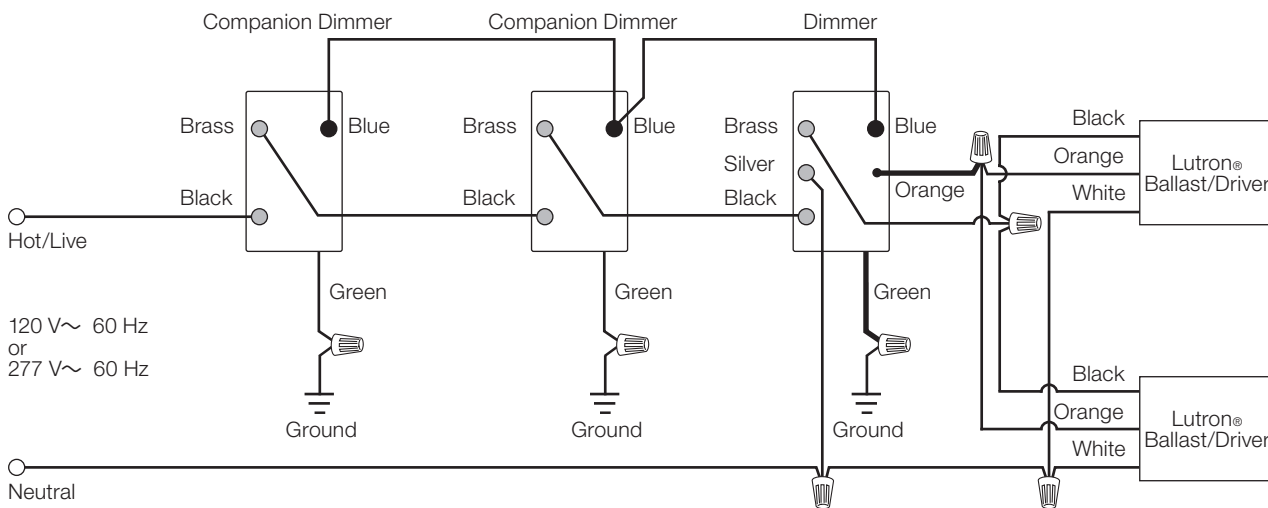 Companion Dimmer
Companion Dimmer
Dimmer
Brass
Blue
Brass
Blue
Brass
Blue
Black
Orange
White
Lutron®
Ballast/Driver
Silver
Orange
Black
Black
Black
Hot/Live
Green
Green
Green
120 V~ 60 Hz
or
277 V~ 60 Hz
Ground
Ground
Ground
Black
Orange
White
Lutron®
Ballast/Driver
Neutral